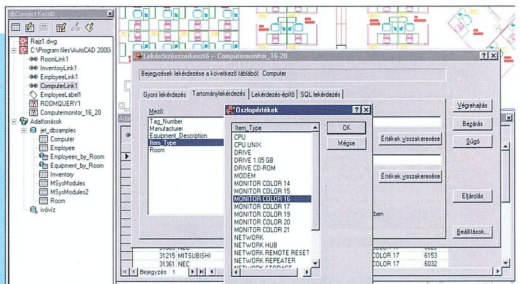 dbConnect Kezelő
Rajz1.dwg
C:\Program files\AutoCAD 2000
RoomLink1
InventoryLink1
EmployeeLink1
ComputerLink1
EmployeeLabel1
ROOMQUERY1
Computermonitor_16_20
Adatforrások
jet_dbsamples
Computer
Employee
Employees_by_Room
Equipment_by_Room
Inventory
MSysModules
MSysModules2
Room
ivóvíz
Lekérdezésszerkesztő - Computermonitor_16_20
Bejegyzések lekérdezése a következő táblából: Computer
Gyors lekérdezés
Tartománylekérdezés
Lekérdezés-építő
SQL lekérdezés
Mező:
Tag_Number
Manufacturer
Equipment_Description
Item_Type
Room
Oszlopértékek
Item_Type
CPU
CPU UNIX
DRIVE
DRIVE 1.05 GB
DRIVE CD-ROM
MODEM
MONITOR COLOR 14
MONITOR COLOR 15
MONITOR COLOR 16
MONITOR COLOR 17
MONITOR COLOR 19
MONITOR COLOR 20
MONITOR COLOR 21
NETWORK
NETWORK HUB
NETWORK REMOTE RESET
NETWORK REPEATER
OK
Mégse
Értékek visszakeresése
Értékek visszakeresése
ben
Végrehajtás
Bezárás
Súgó
Eltárolás
Beállítások...
31215 MITSUBISHI
COLOR 17 6153
31361 NEC
COLOR 17 6032
Bejegyzés 1